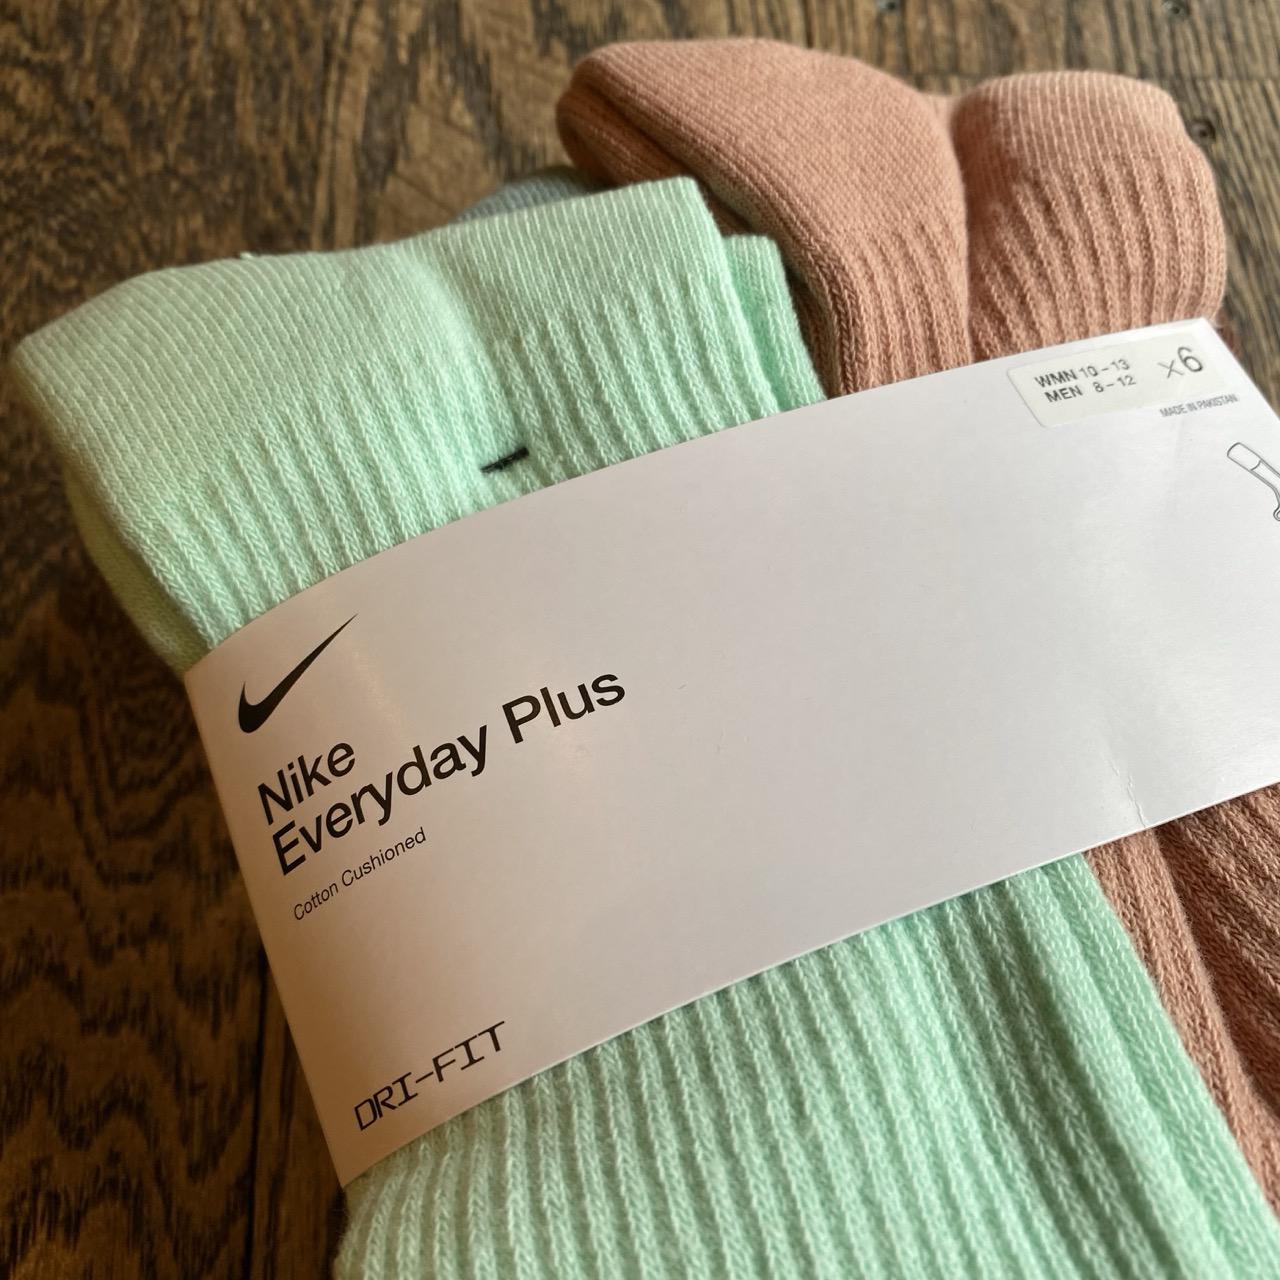 WMN 10-13 x6
MEN 8-12
MADE IN PAKISTAN
Nike
Everyday Plus
Cotton Cushioned
DRI-FIT